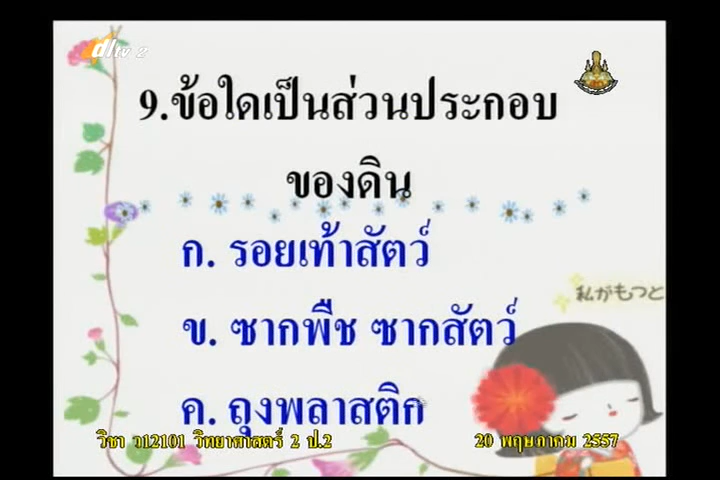 dltv 2
9.ข้อใดเป็นส่วนประกอบ
ของดิน
ก. รอยเท้าสัตว์
ข. ซากพืช ซากสัตว์
ค. ถุงพลาสติก
私がもっと
วิชา ว12101 วิทยาศาสตร์ 2 ป.2
20 พฤษภาคม 2557